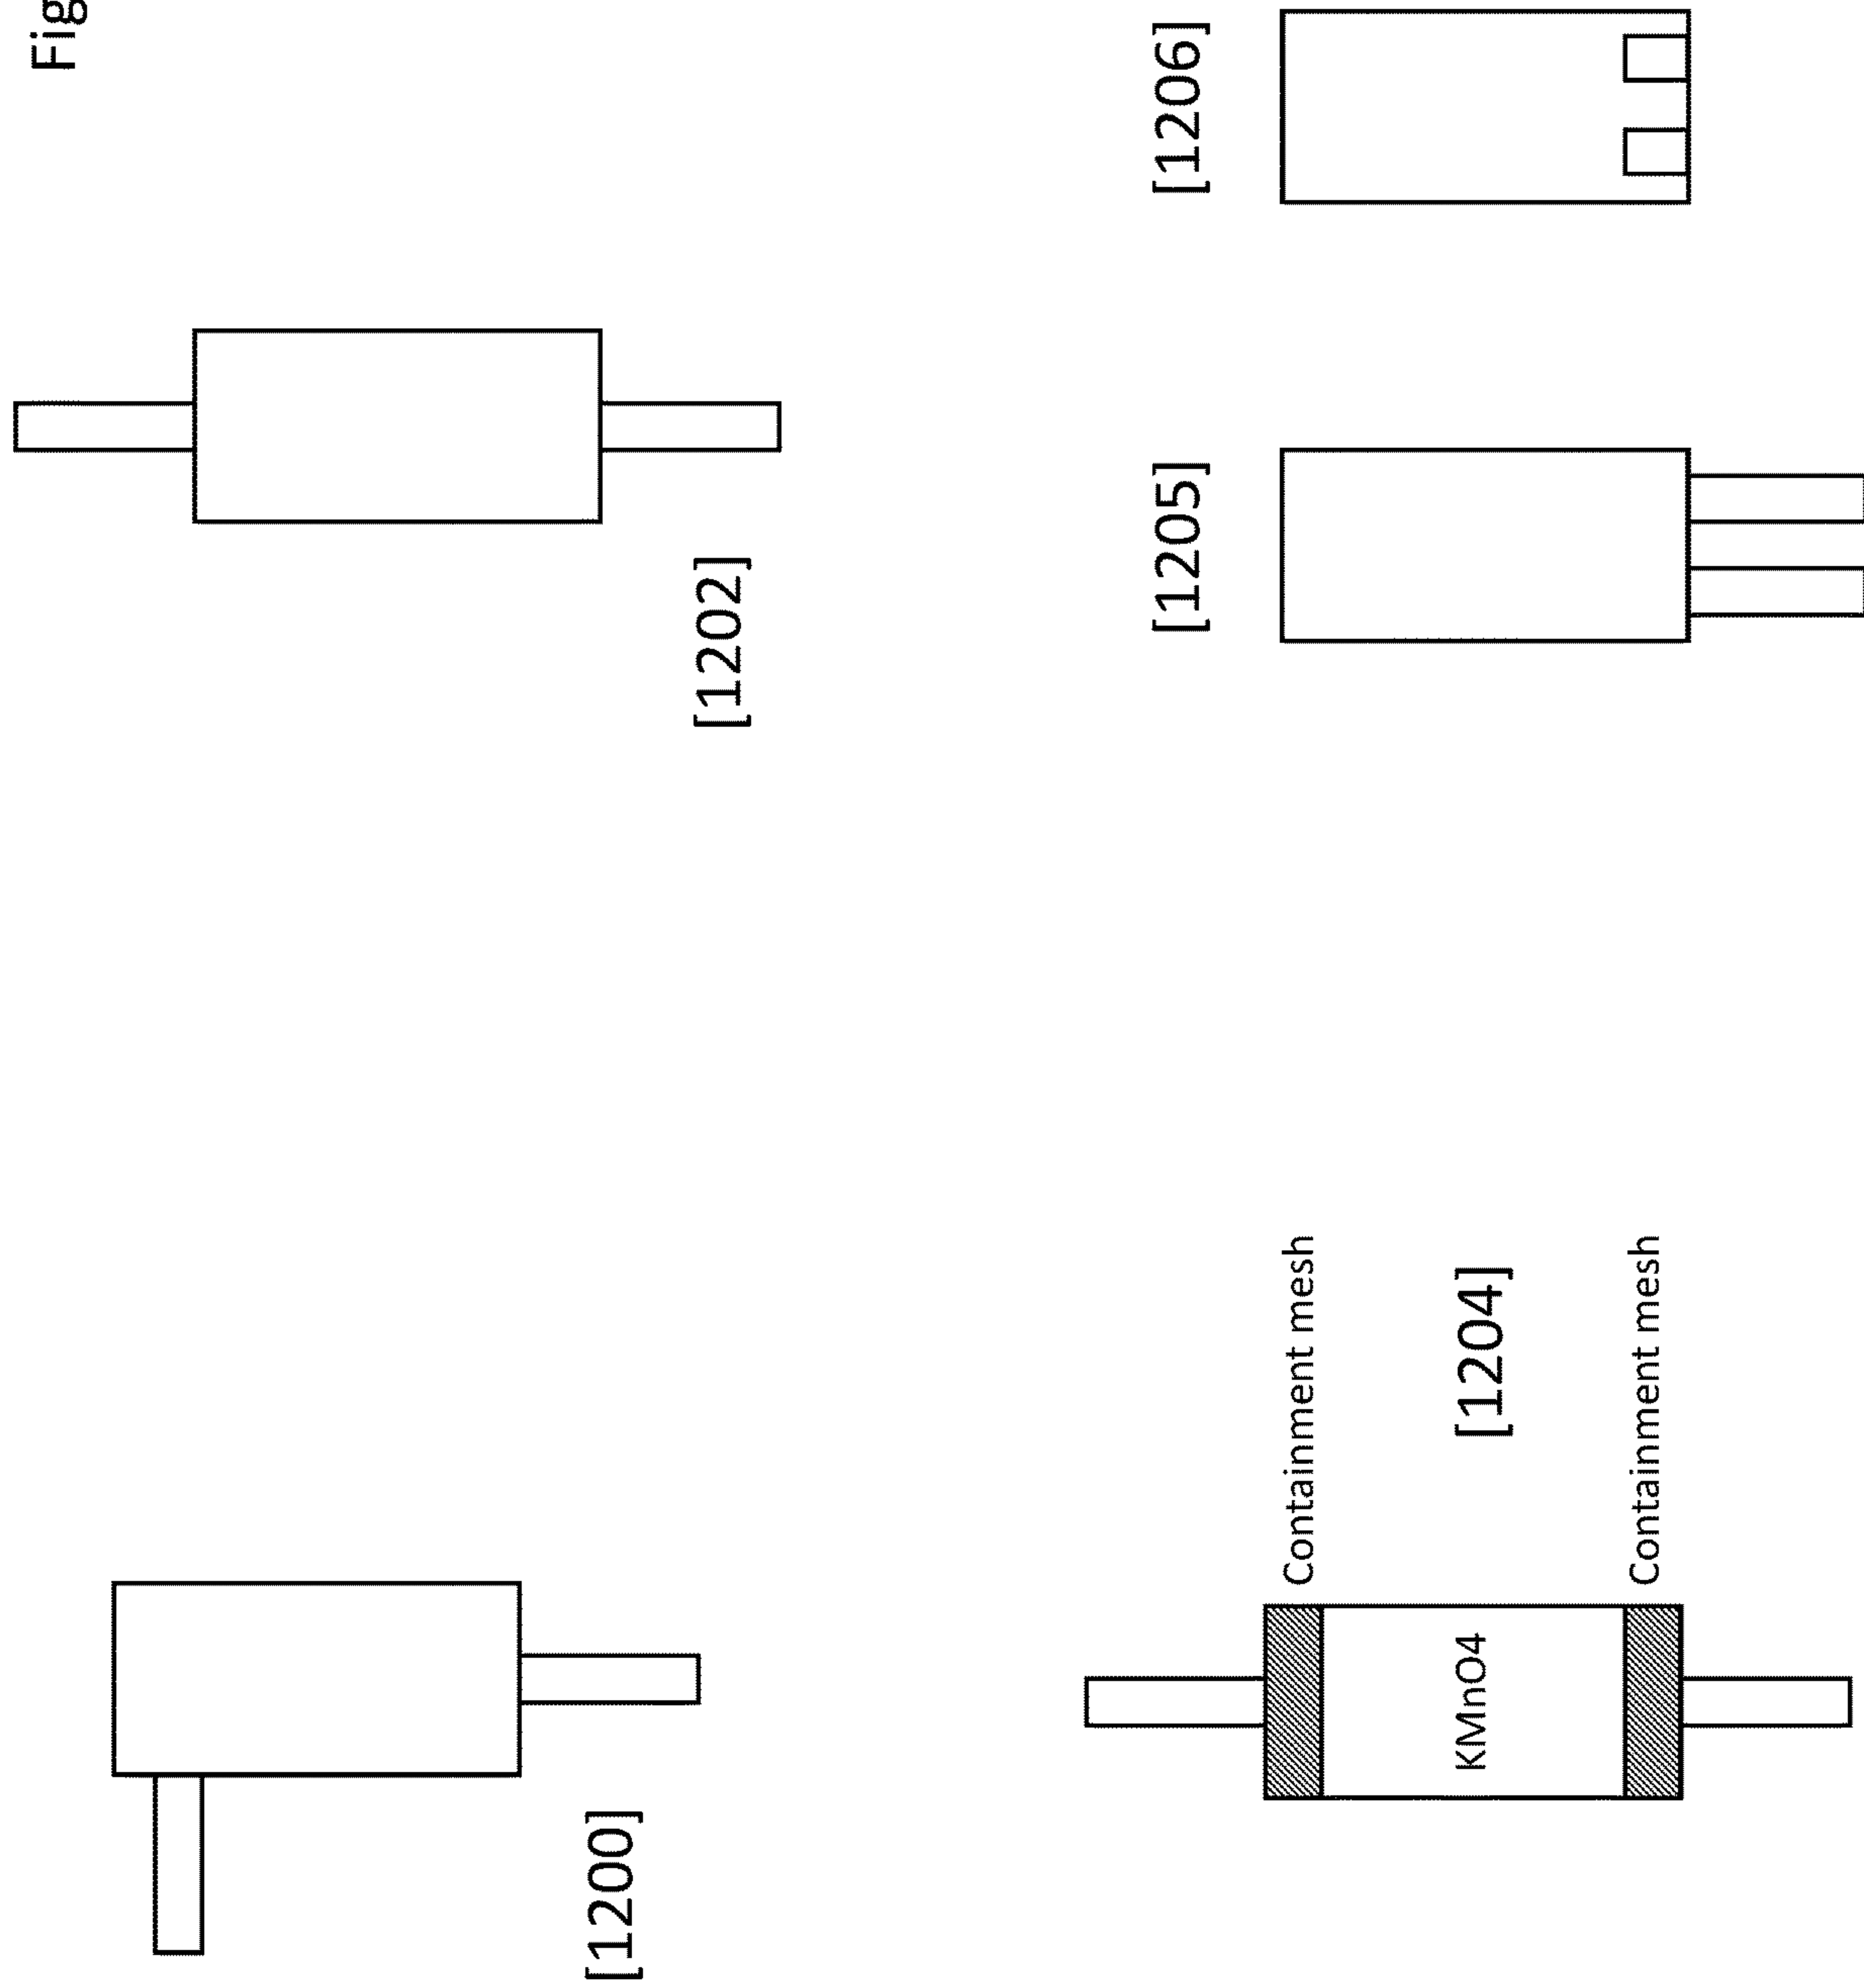 Fig
[1200]
[1202]
[1205]
[1206]
Containment mesh
KMnO4
[1204]
Containment mesh